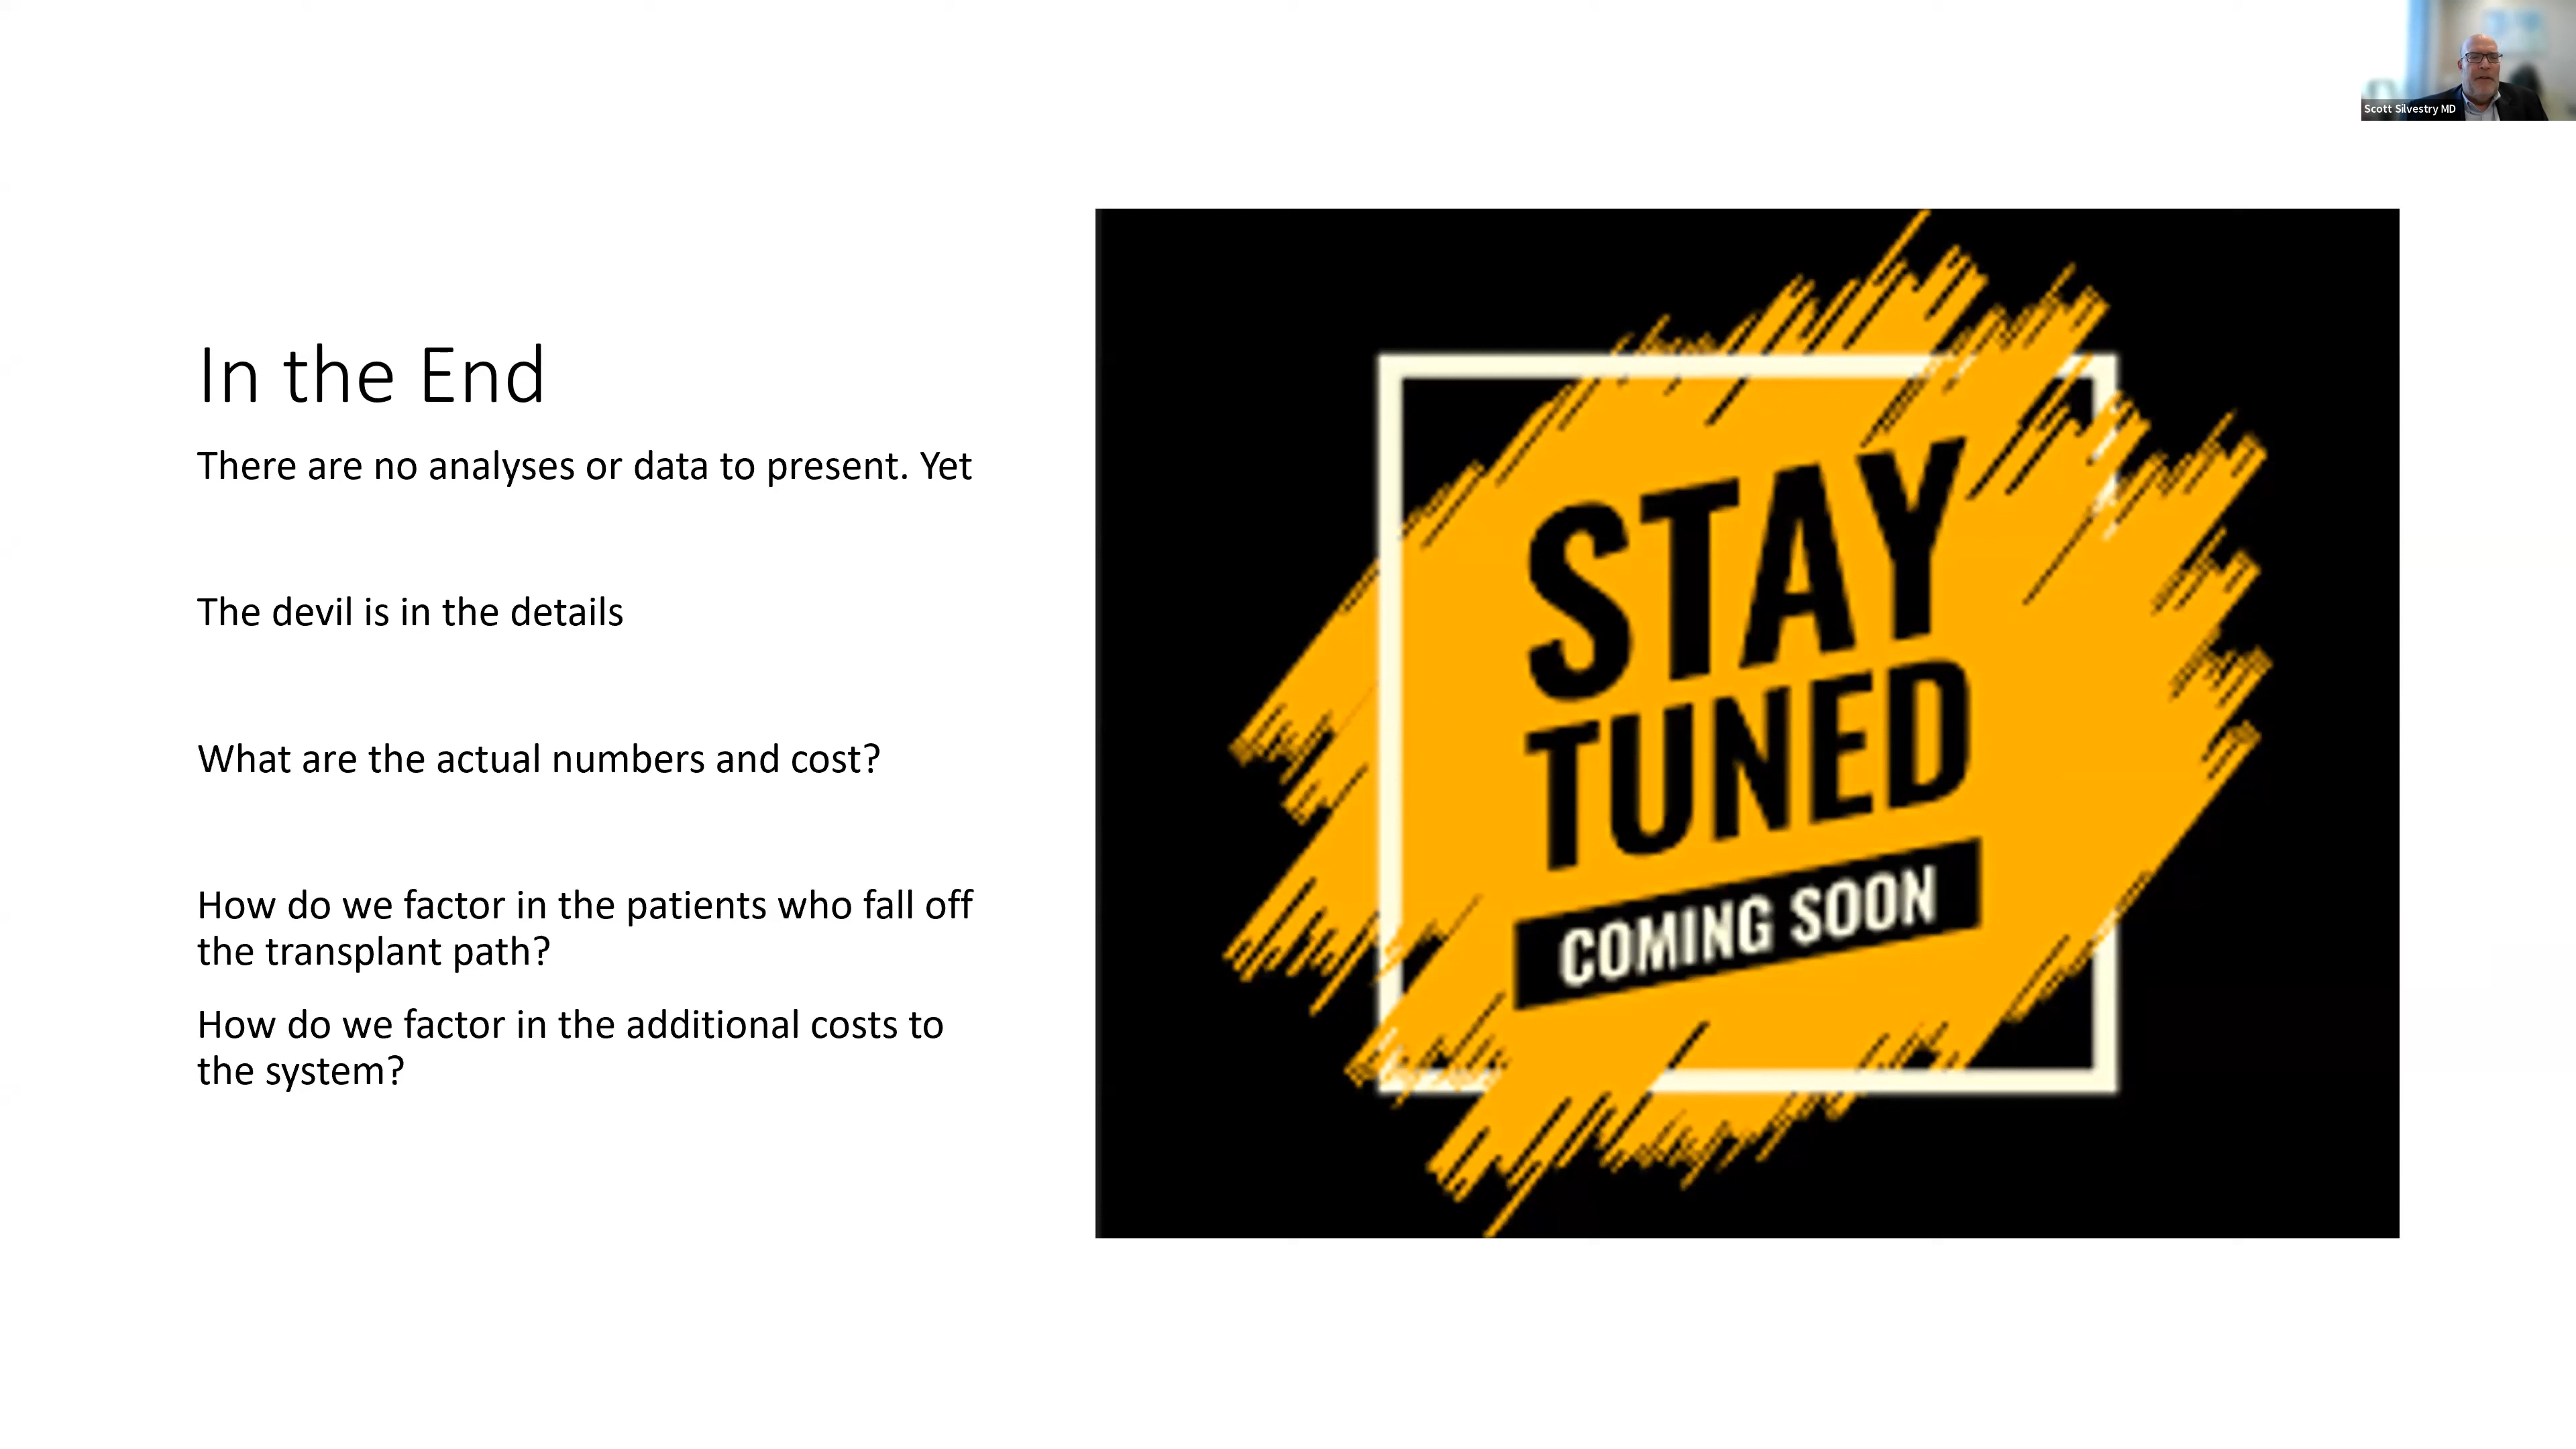 Scott Silvestry MD
In the End
There are no analyses or data to present. Yet
The devil is in the details
What are the actual numbers and cost?
How do we factor in the patients who fall off
the transplant path?
How do we factor in the additional costs to
the system?
STAY
TUNED
COMING SOON